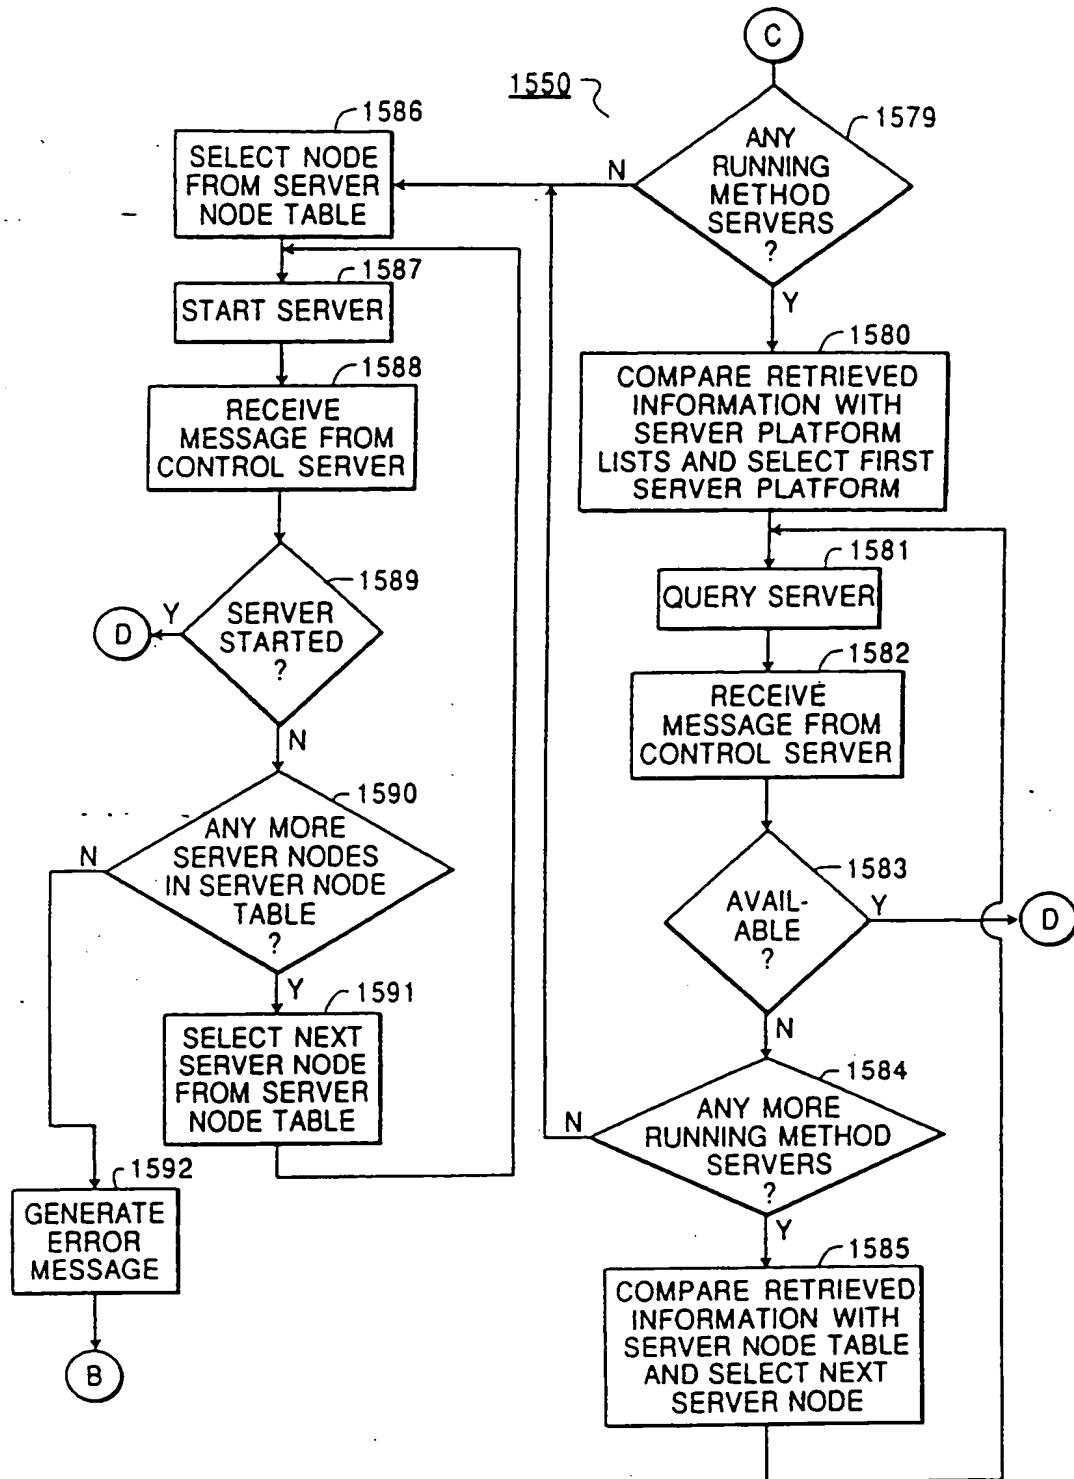 C
1550
1579
ANY
RUNNING
METHOD
SERVERS
?
N
Y
1586
SELECT NODE
FROM SERVER
NODE TABLE
1587
START SERVER
1588
RECEIVE
MESSAGE FROM
CONTROL SERVER
1589
SERVER
STARTED
?
Y
D
N
1590
ANY MORE
SERVER NODES
IN SERVER NODE
TABLE
?
N
Y
1591
SELECT NEXT
SERVER NODE
FROM SERVER
NODE TABLE
1592
GENERATE
ERROR
MESSAGE
B
1580
COMPARE RETRIEVED
INFORMATION WITH
SERVER PLATFORM
LISTS AND SELECT FIRST
SERVER PLATFORM
1581
QUERY SERVER
1582
RECEIVE
MESSAGE FROM
CONTROL SERVER
1583
AVAIL-
ABLE
?
Y
D
N
1584
ANY MORE
RUNNING METHOD
SERVERS
?
N
Y
1585
COMPARE RETRIEVED
INFORMATION WITH
SERVER NODE TABLE
AND SELECT NEXT
SERVER NODE